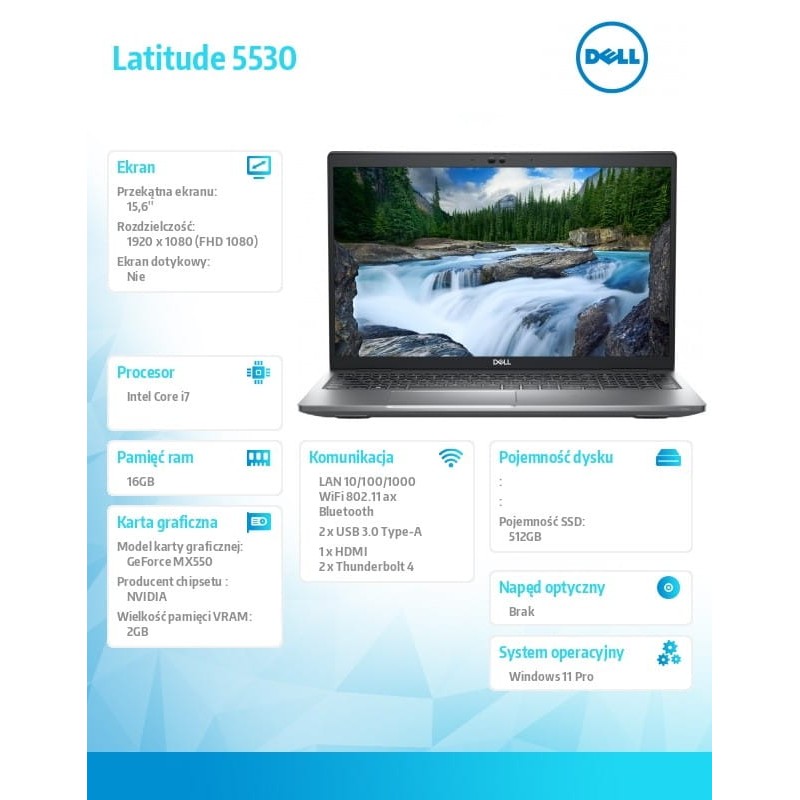 Latitude 5530
DELL
Ekran
Przekątna ekranu:
15,6"
Rozdzielczość:
1920 x 1080 (FHD 1080)
Ekran dotykowy:
Nie
DELL
Procesor
Intel Core i7
Pamięć ram
16GB
Karta graficzna
Model karty graficznej:
GeForce MX550
Producent chipsetu :
NVIDIA
Wielkość pamięci VRAM:
2GB
Komunikacja
LAN 10/100/1000
WiFi 802.11 ax
Bluetooth
2 x USB 3.0 Type-A
1 x HDMI
2 x Thunderbolt 4
Pojemność dysku
:
:
Pojemność SSD:
512GB
Napęd optyczny
Brak
System operacyjny
Windows 11 Pro